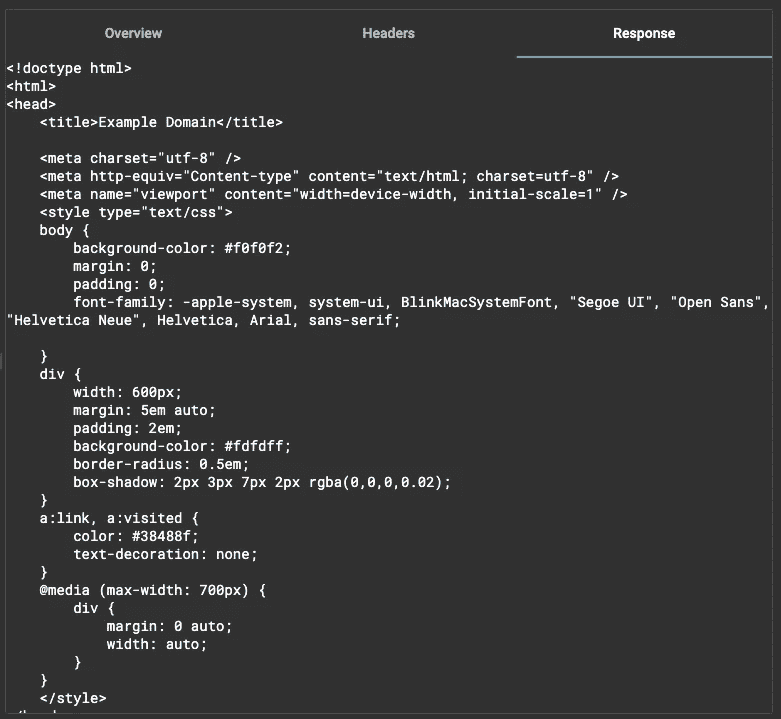 Overview Headers Response
<!doctype html>
<html>
<head>
    <title>Example Domain</title>

    <meta charset="utf-8" />
    <meta http-equiv="Content-type" content="text/html; charset=utf-8" />
    <meta name="viewport" content="width=device-width, initial-scale=1" />
    <style type="text/css">
    body {
        background-color: #f0f0f2;
        margin: 0;
        padding: 0;
        font-family: -apple-system, system-ui, BlinkMacSystemFont, "Segoe UI", "Open Sans",
"Helvetica Neue", Helvetica, Arial, sans-serif;

    }
    div {
        width: 600px;
        margin: 5em auto;
        padding: 2em;
        background-color: #fdfdff;
        border-radius: 0.5em;
        box-shadow: 2px 3px 7px 2px rgba(0,0,0,0.02);
    }
    a:link, a:visited {
        color: #38488f;
        text-decoration: none;
    }
    @media (max-width: 700px) {
        div {
            margin: 0 auto;
            width: auto;
        }
    }
    </style>